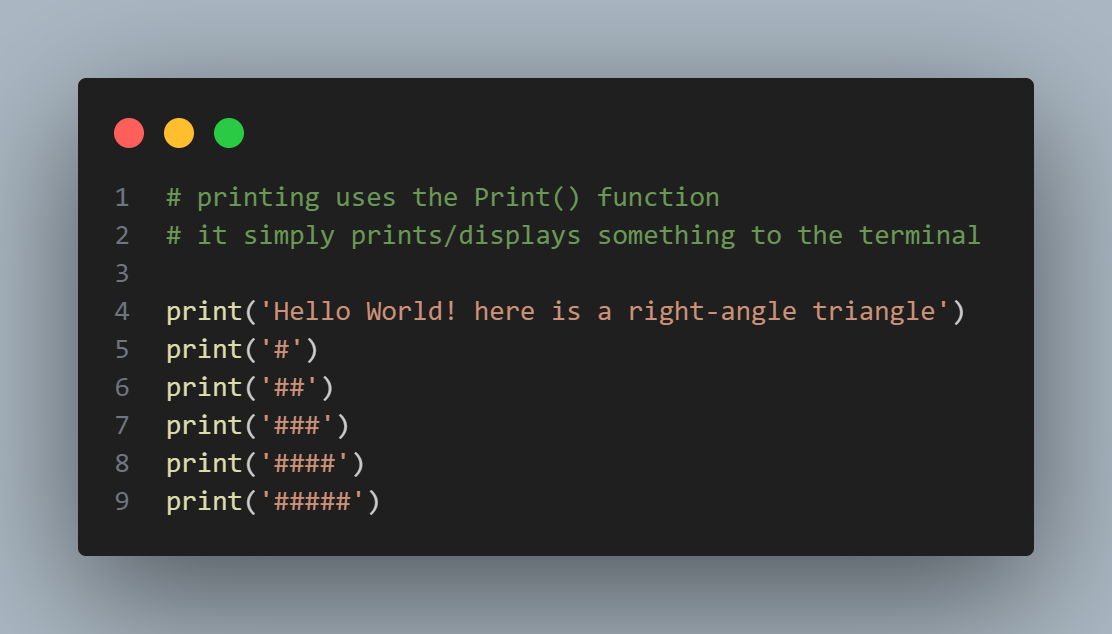 1 # printing uses the Print() function
2 # it simply prints/displays something to the terminal
3
4 print('Hello World! here is a right-angle triangle')
5 print('#')
6 print('##')
7 print('###')
8 print('####')
9 print('#####')